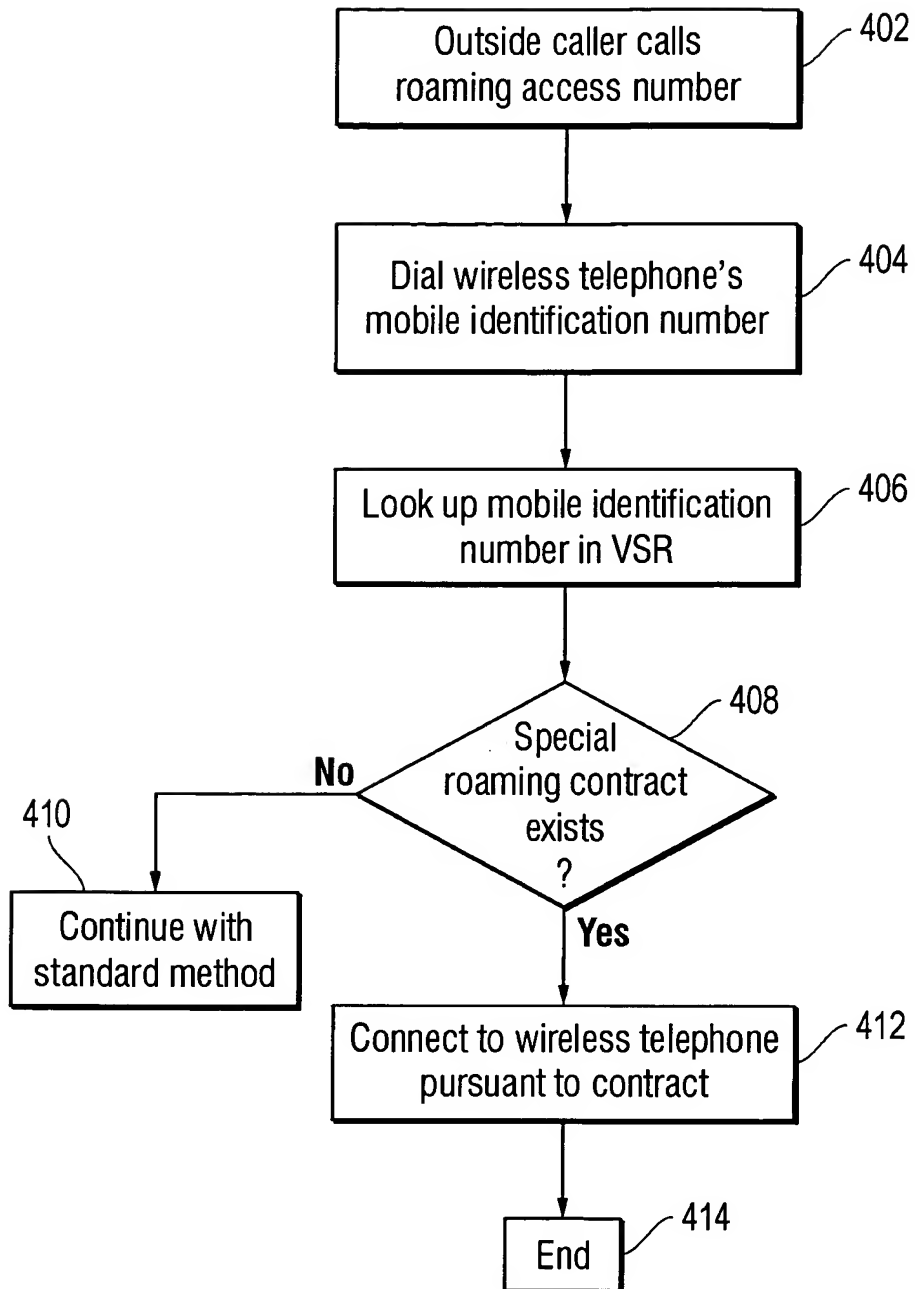 Outside caller calls
roaming access number
402
Dial wireless telephone's
mobile identification number
404
Look up mobile identification
number in VSR
406
Special
roaming contract
exists
?
408
No
410
Continue with
standard method
Yes
Connect to wireless telephone
pursuant to contract
412
End
414